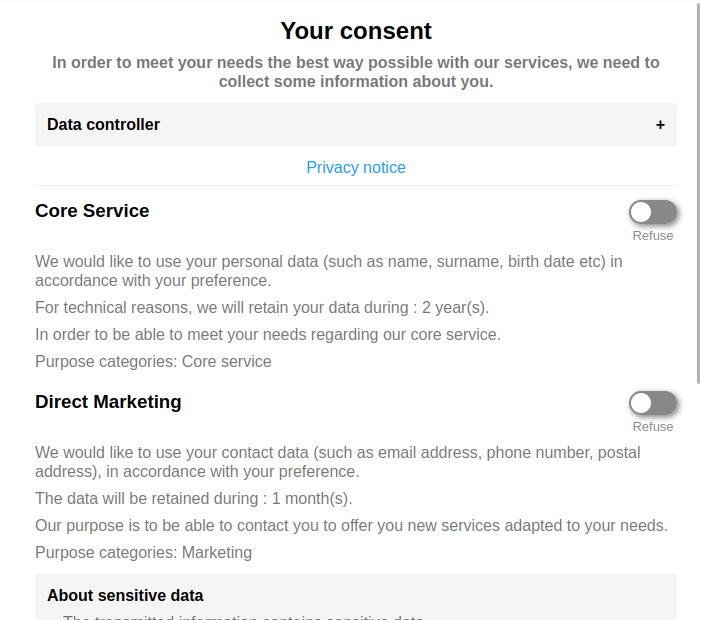 Your consent
In order to meet your needs the best way possible with our services, we need to
collect some information about you.
Data controller +
Privacy notice
Core Service
Refuse
We would like to use your personal data (such as name, surname, birth date etc) in
accordance with your preference.
For technical reasons, we will retain your data during : 2 year(s).
In order to be able to meet your needs regarding our core service.
Purpose categories: Core service
Direct Marketing
Refuse
We would like to use your contact data (such as email address, phone number, postal
address), in accordance with your preference.
The data will be retained during : 1 month(s).
Our purpose is to be able to contact you to offer you new services adapted to your needs.
Purpose categories: Marketing
About sensitive data
The transmitted information contains sensitive data